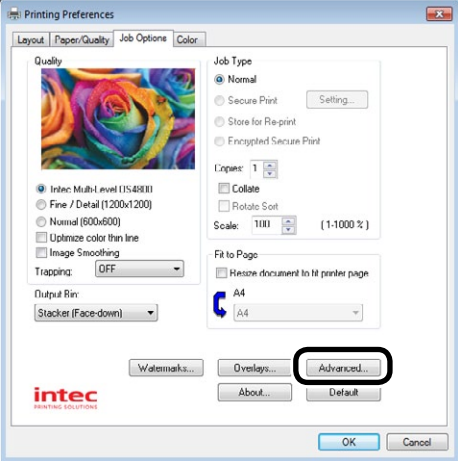 Printing Preferences
Layout
Paper/Quality
Job Options
Color
Quality
Intec Multi-Level DS4800
Fine / Detail (1200x1200)
Normal (600x600)
Optimize color thin line
Image Smoothing
Trapping:
OFF
Output Bin:
Stacker (Face-down)
Job Type
Normal
Secure Print
Setting...
Store for Re-print
Encrypted Secure Print
Copies:
1
Collate
Rotate Sort
Scale:
100
(1-1000 %)
Fit to Page
Resize document to fit printer page
A4
A4
Watermarks...
Overlays...
Advanced...
About...
Default
intec
PRINTING SOLUTIONS
OK
Cancel